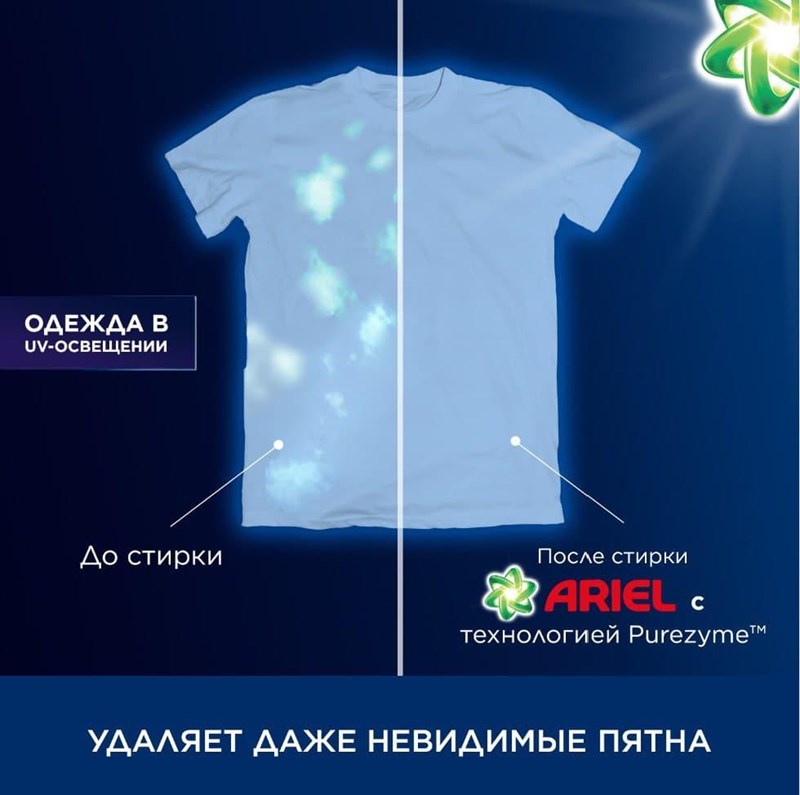 ОДЕЖДА В
UV-ОСВЕЩЕНИИ
До стирки
После стирки
ARIEL с
технологией Purezyme™
УДАЛЯЕТ ДАЖЕ НЕВИДИМЫЕ ПЯТНА